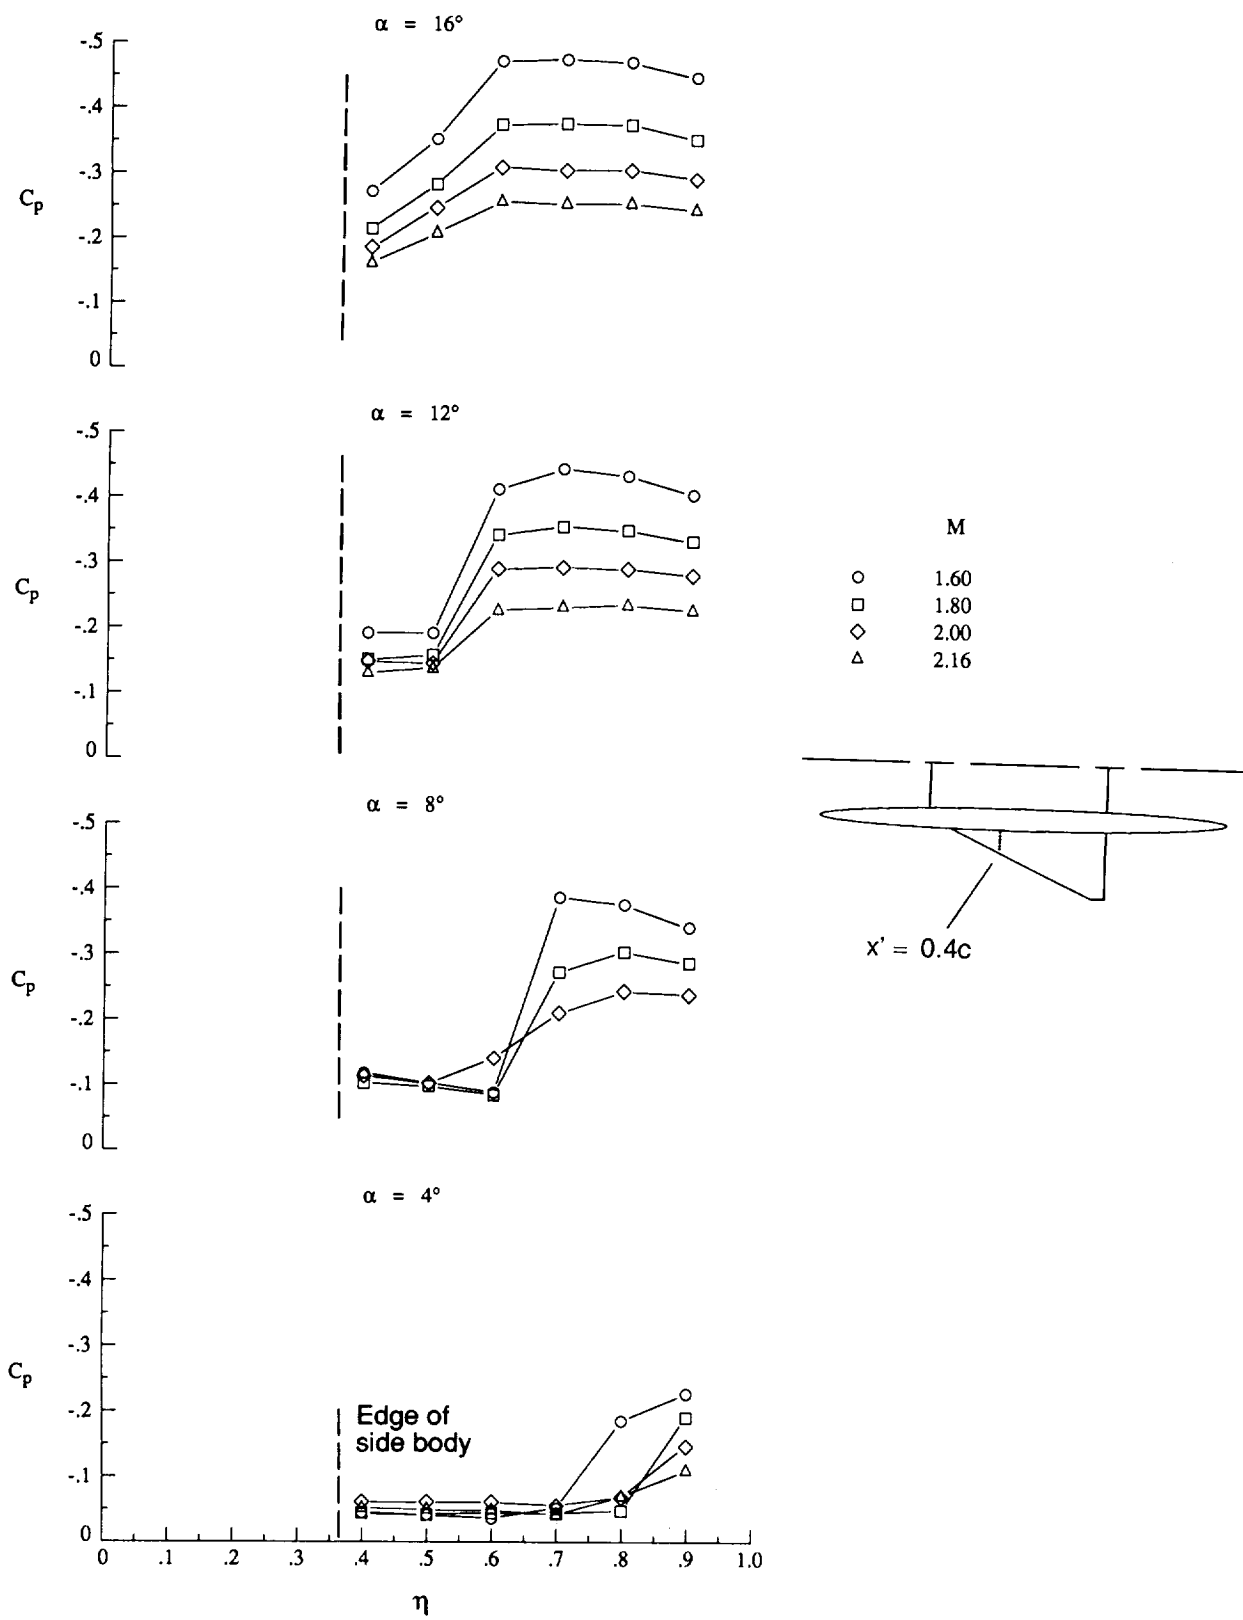 α = 16°
-.5
-.4
-.3
Cp
-.2
-.1
0
α = 12°
-.5
-.4
-.3
Cp
-.2
-.1
0
M
1.60
1.80
2.00
2.16
α = 8°
-.5
-.4
-.3
Cp
-.2
-.1
0
x' = 0.4c
α = 4°
-.5
-.4
-.3
Cp
-.2
-.1
0
Edge of
side body
0 .1 .2 .3 .4 .5 .6 .7 .8 .9 1.0
η